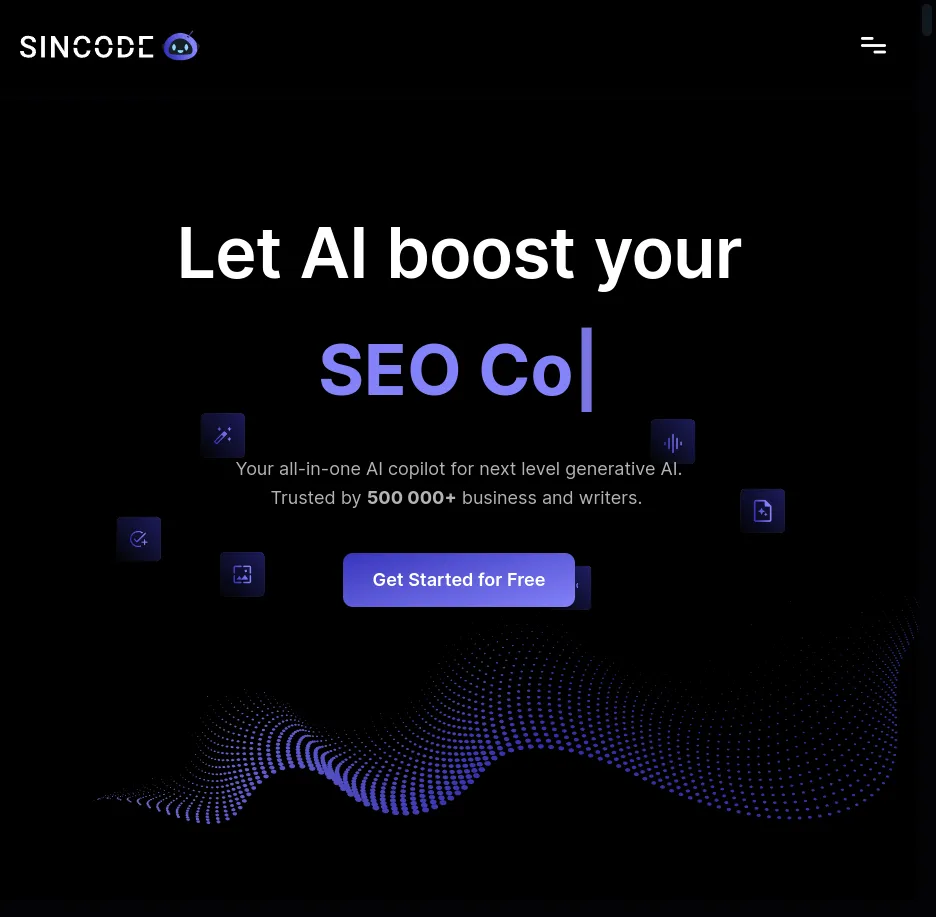 SINCODE
Let AI boost your
SEO Co
Your all-in-one AI copilot for next level generative AI.
Trusted by 500 000+ business and writers.
Get Started for Free